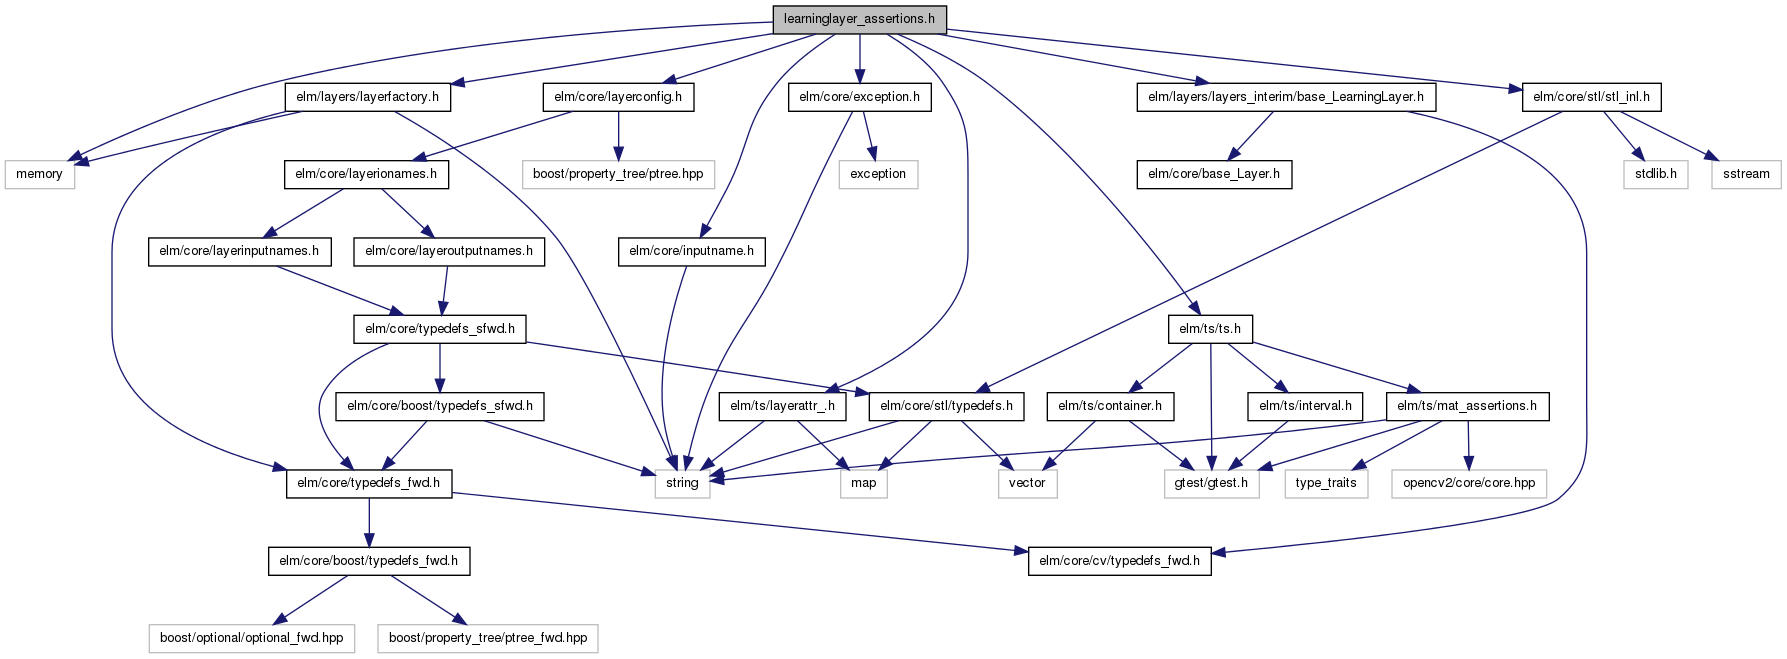 learninglayer_assertions.h
elm/layers/layerfactory.h
elm/core/layerconfig.h
elm/core/exception.h
elm/layers/layers_interim/base_LearningLayer.h
elm/core/stl/stl_inl.h
memory
elm/core/layerionames.h
boost/property_tree/ptree.hpp
exception
elm/core/base_Layer.h
stdlib.h
sstream
elm/core/layerinputnames.h
elm/core/layeroutputnames.h
elm/core/inputname.h
elm/core/typedefs_sfwd.h
elm/ts/ts.h
elm/core/boost/typedefs_sfwd.h
elm/ts/layerattr_.h
elm/core/stl/typedefs.h
elm/ts/container.h
elm/ts/interval.h
elm/ts/mat_assertions.h
elm/core/typedefs_fwd.h
string
map
vector
gtest/gtest.h
type_traits
opencv2/core/core.hpp
elm/core/boost/typedefs_fwd.h
elm/core/cv/typedefs_fwd.h
boost/optional/optional_fwd.hpp
boost/property_tree/ptree_fwd.hpp